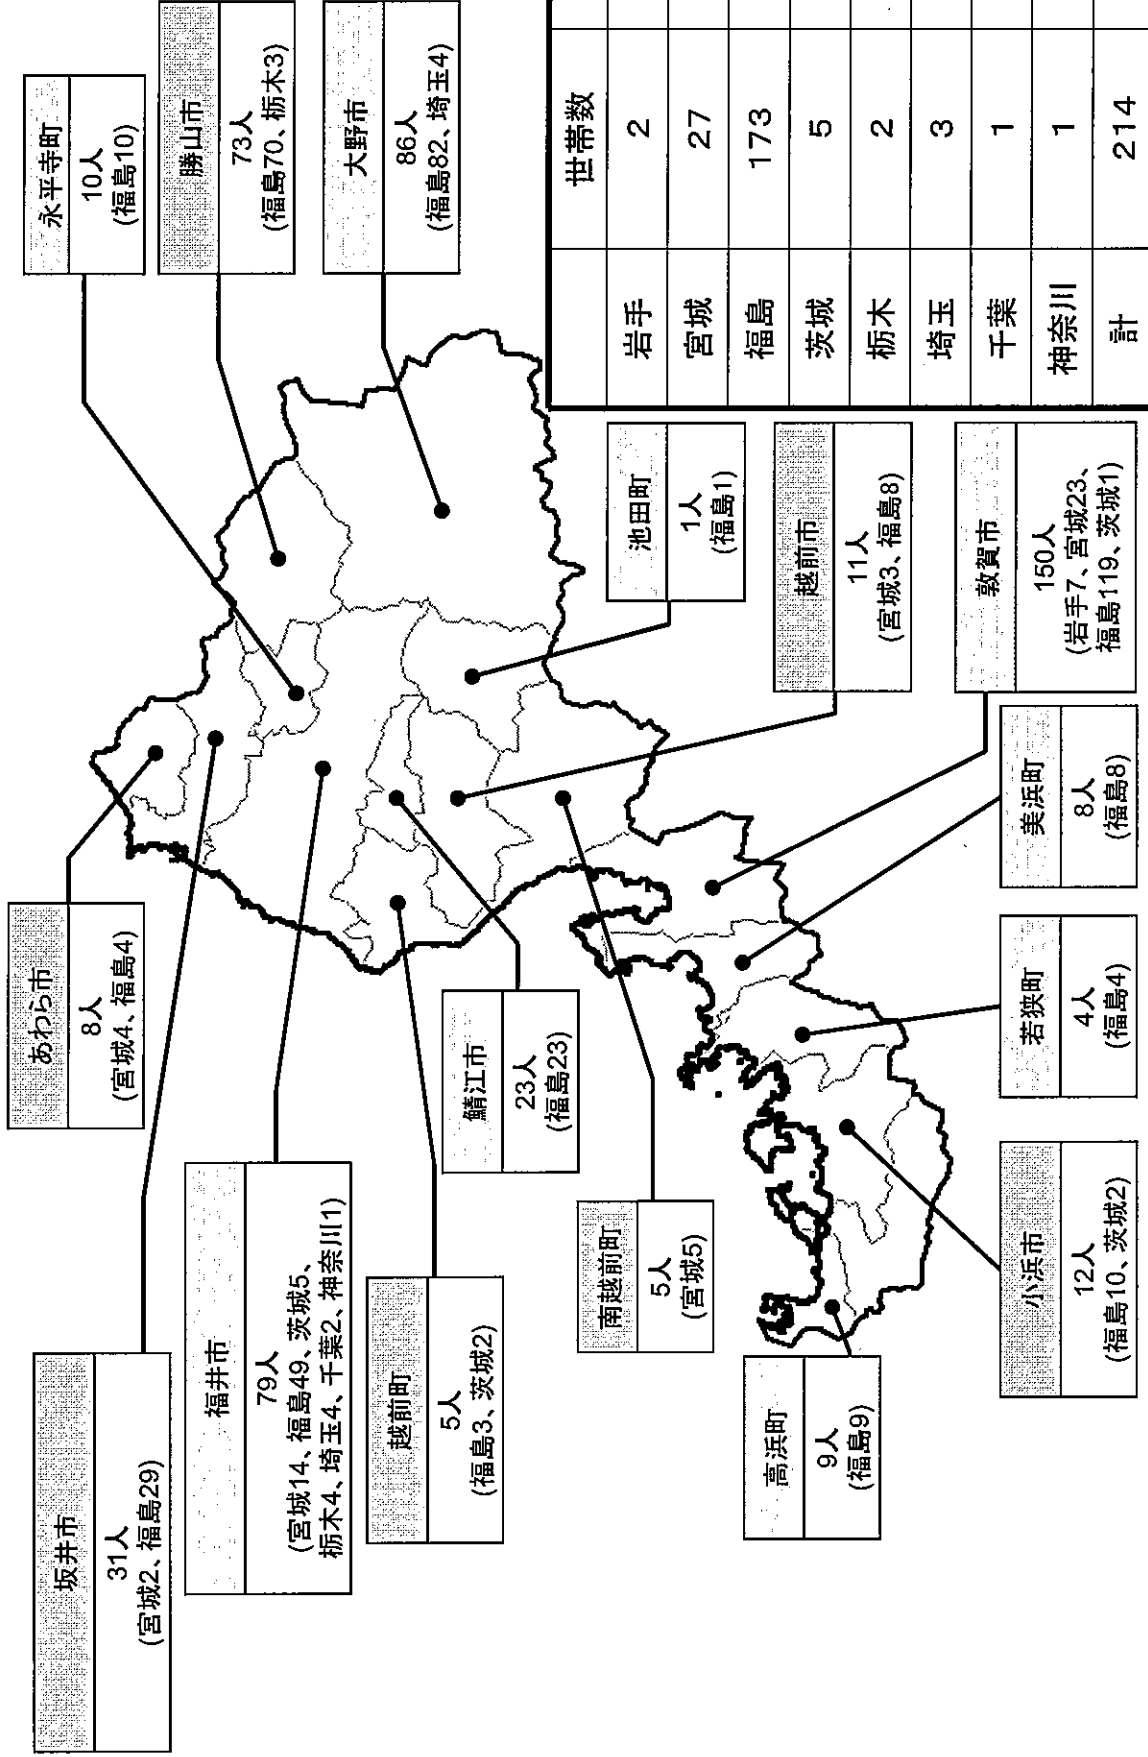 坂井市
31人
(宮城2、福島29)
あわら市
8人
(宮城4、福島4)
永平寺町
10人
(福島10)
勝山市
73人
(福島70、栃木3)
大野市
86人
(福島82、埼玉4)
福井市
79人
(宮城14、福島49、茨城5、
栃木4、埼玉4、千葉2、神奈川1)
越前町
5人
(福島3、茨城2)
鯖江市
23人
(福島23)
南越前町
5人
(宮城5)
池田町
1人
(福島1)
越前市
11人
(宮城3、福島8)
敦賀市
150人
(岩手7、宮城23、
福島119、茨城1)
美浜町
8人
(福島8)
若狭町
4人
(福島4)
小浜市
12人
(福島10、茨城2)
高浜町
9人
(福島9)
世帯数
岩手 2
宮城 27
福島 173
茨城 5
栃木 2
埼玉 3
千葉 1
神奈川 1
計 214